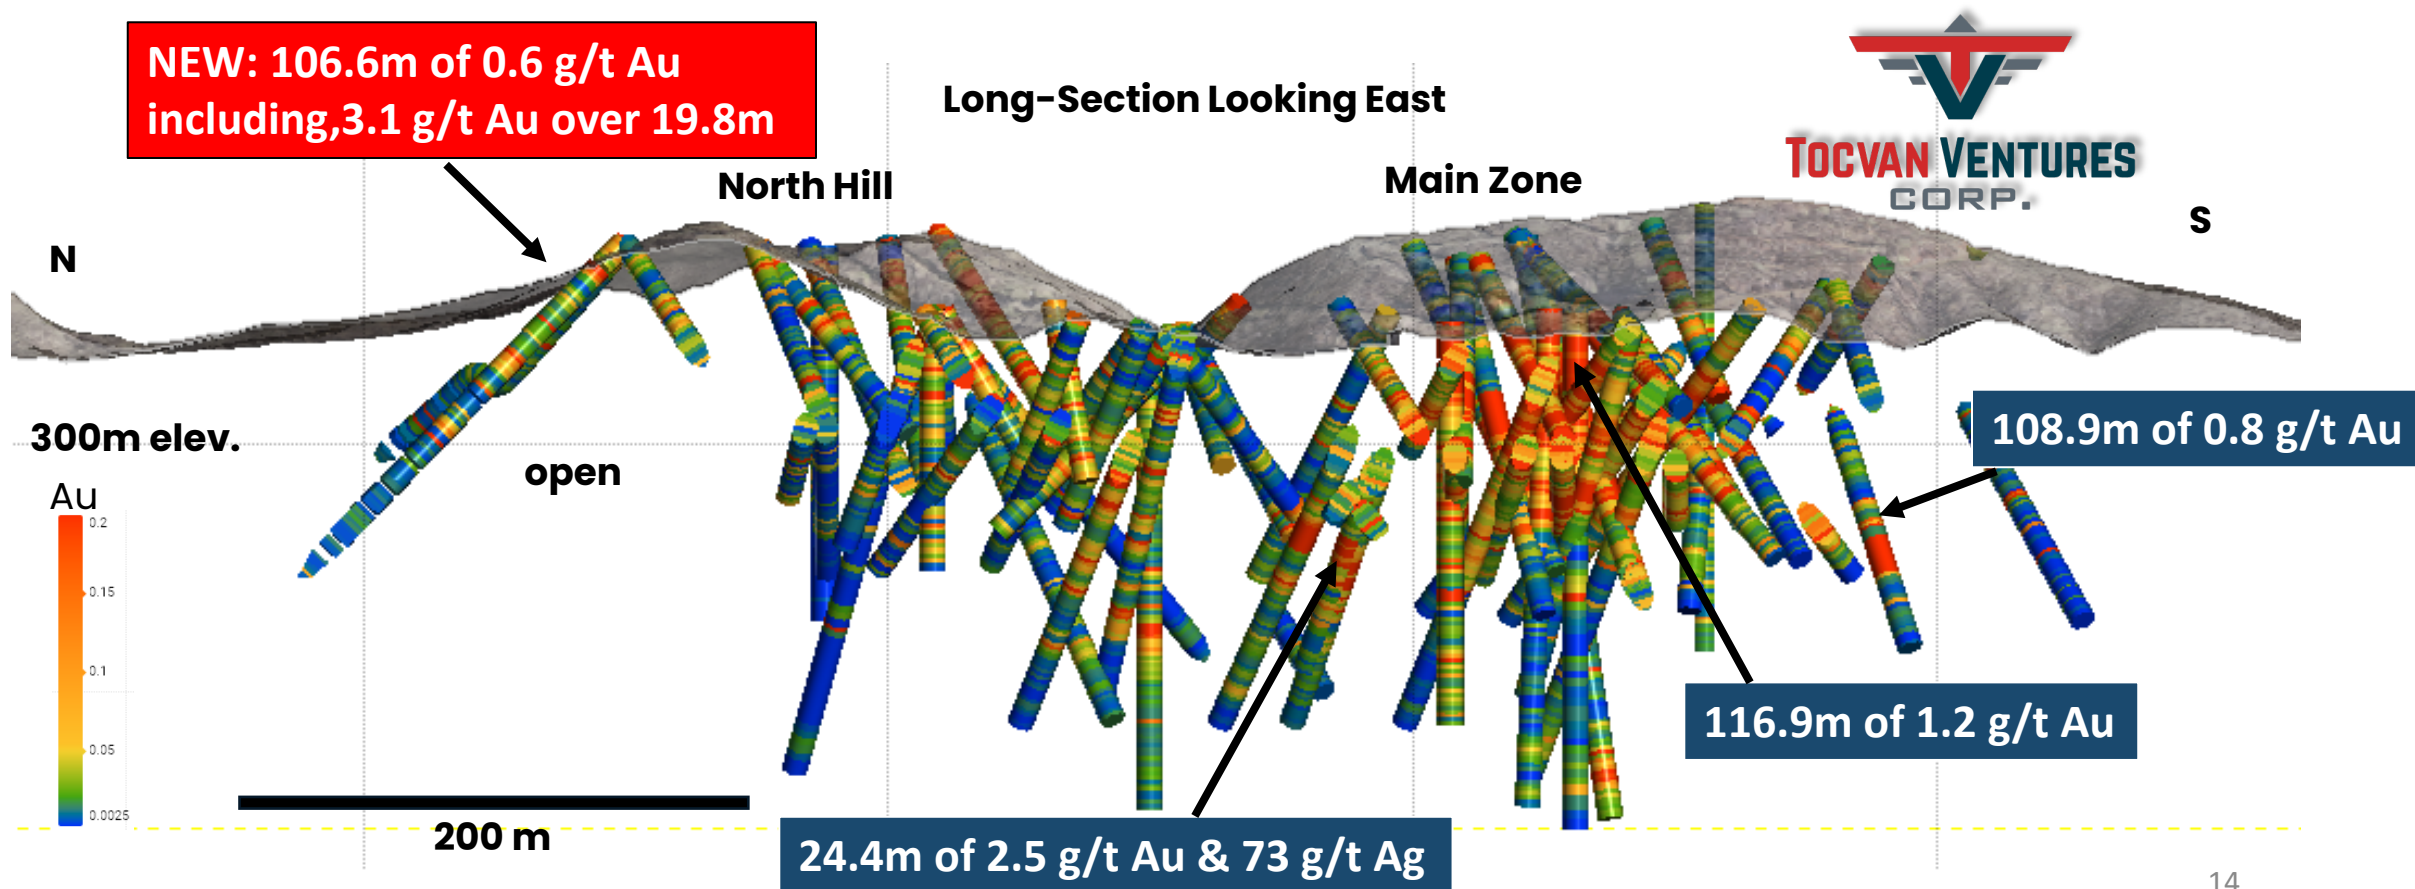 NEW: 106.6m of 0.6 g/t Au
including,3.1 g/t Au over 19.8m
Long-Section Looking East
TOCVAN VENTURES
CORP.
North Hill
Main Zone
N
S
300m elev.
open
108.9m of 0.8 g/t Au
Au
0.2
0.15
0.1
0.05
0.0025
116.9m of 1.2 g/t Au
200 m
24.4m of 2.5 g/t Au & 73 g/t Ag
14